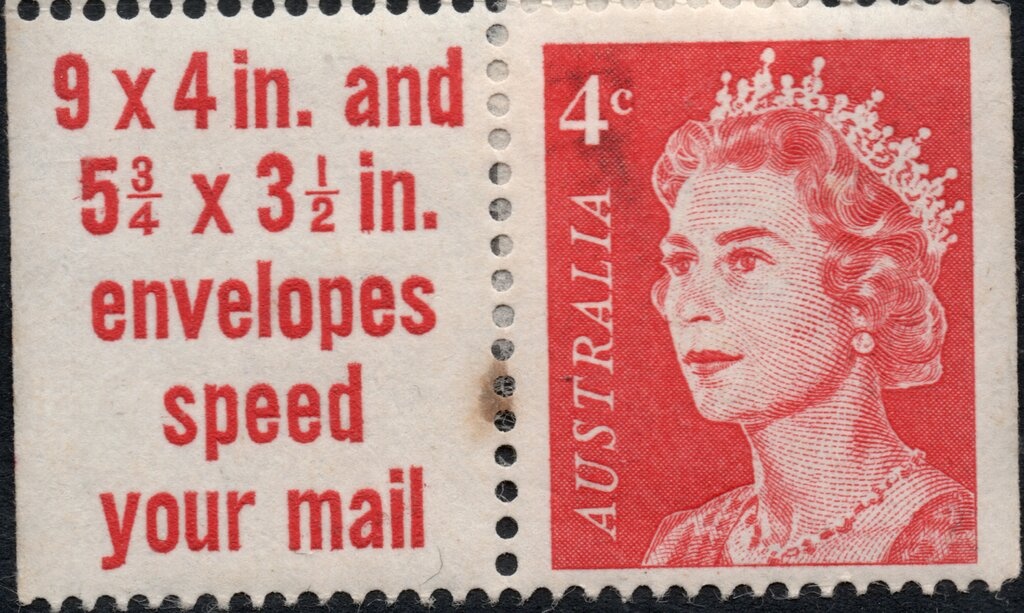 9 x 4 in. and
5¾ x 3½ in.
envelopes
speed
your mail
4c
AUSTRALIA